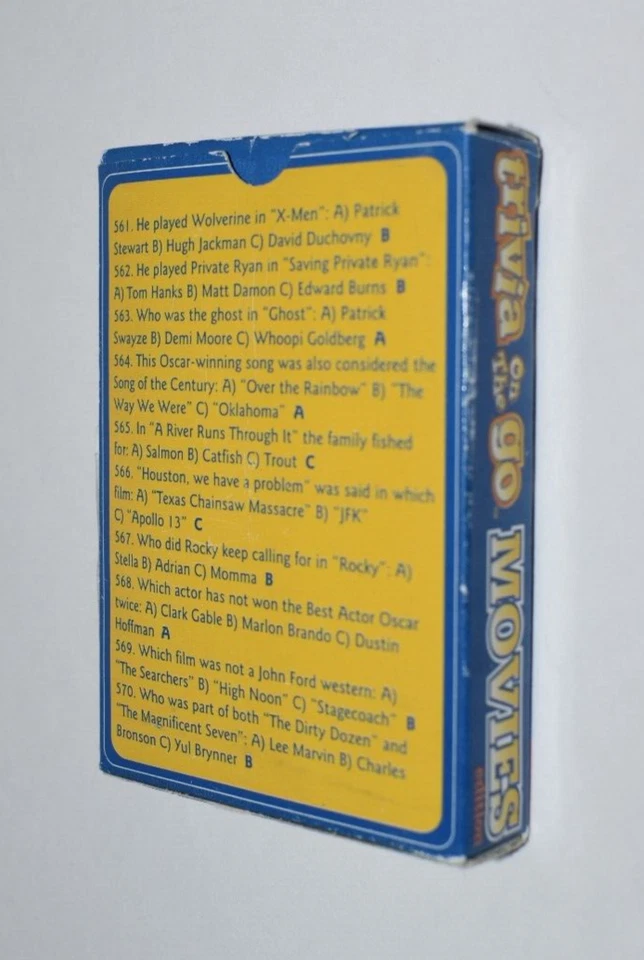 561. He played Wolverine in "X-Men": A) Patrick
Stewart B) Hugh Jackman C) David Duchovny B
562. He played Private Ryan in "Saving Private Ryan":
A) Tom Hanks B) Matt Damon C) Edward Burns B
563. Who was the ghost in "Ghost": A) Patrick
Swayze B) Demi Moore C) Whoopi Goldberg A
564. This Oscar-winning song was also considered the
Song of the Century: A) "Over the Rainbow" B) "The
Way We Were" C) "Oklahoma" A
565. In "A River Runs Through It" the family fished
for: A) Salmon B) Catfish C) Trout C
566. "Houston, we have a problem" was said in which
film: A) "Texas Chainsaw Massacre" B) "JFK"
C) "Apollo 13" C
567. Who did Rocky keep calling for in "Rocky": A)
Stella B) Adrian C) Momma B
568. Which actor has not won the Best Actor Oscar
twice: A) Clark Gable B) Marlon Brando C) Dustin
Hoffman A
569. Which film was not a John Ford western: A)
"The Searchers" B) "High Noon" C) "Stagecoach" B
570. Who was part of both "The Dirty Dozen" and
"The Magnificent Seven": A) Lee Marvin B) Charles
Bronson C) Yul Brynner B
trivia on The go™ MOVIES
edition